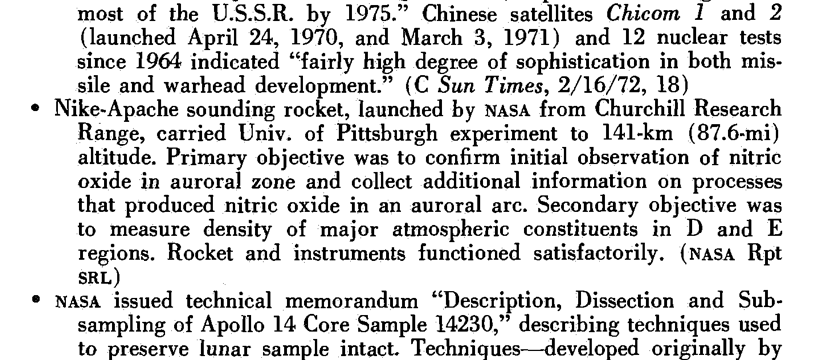 most of the U.S.S.R. by 1975." Chinese satellites Chicom 1 and 2
(launched April 24, 1970, and March 3, 1971) and 12 nuclear tests
since 1964 indicated "fairly high degree of sophistication in both mis-
sile and warhead development." (C Sun Times, 2/16/72, 18)
• Nike-Apache sounding rocket, launched by NASA from Churchill Research
Range, carried Univ. of Pittsburgh experiment to 141-km (87.6-mi)
altitude. Primary objective was to confirm initial observation of nitric
oxide in auroral zone and collect additional information on processes
that produced nitric oxide in an auroral arc. Secondary objective was
to measure density of major atmospheric constituents in D and E
regions. Rocket and instruments functioned satisfactorily. (NASA Rpt
SRL)
• NASA issued technical memorandum "Description, Dissection and Sub-
sampling of Apollo 14 Core Sample 14230," describing techniques used
to preserve lunar sample intact. Techniques—developed originally by